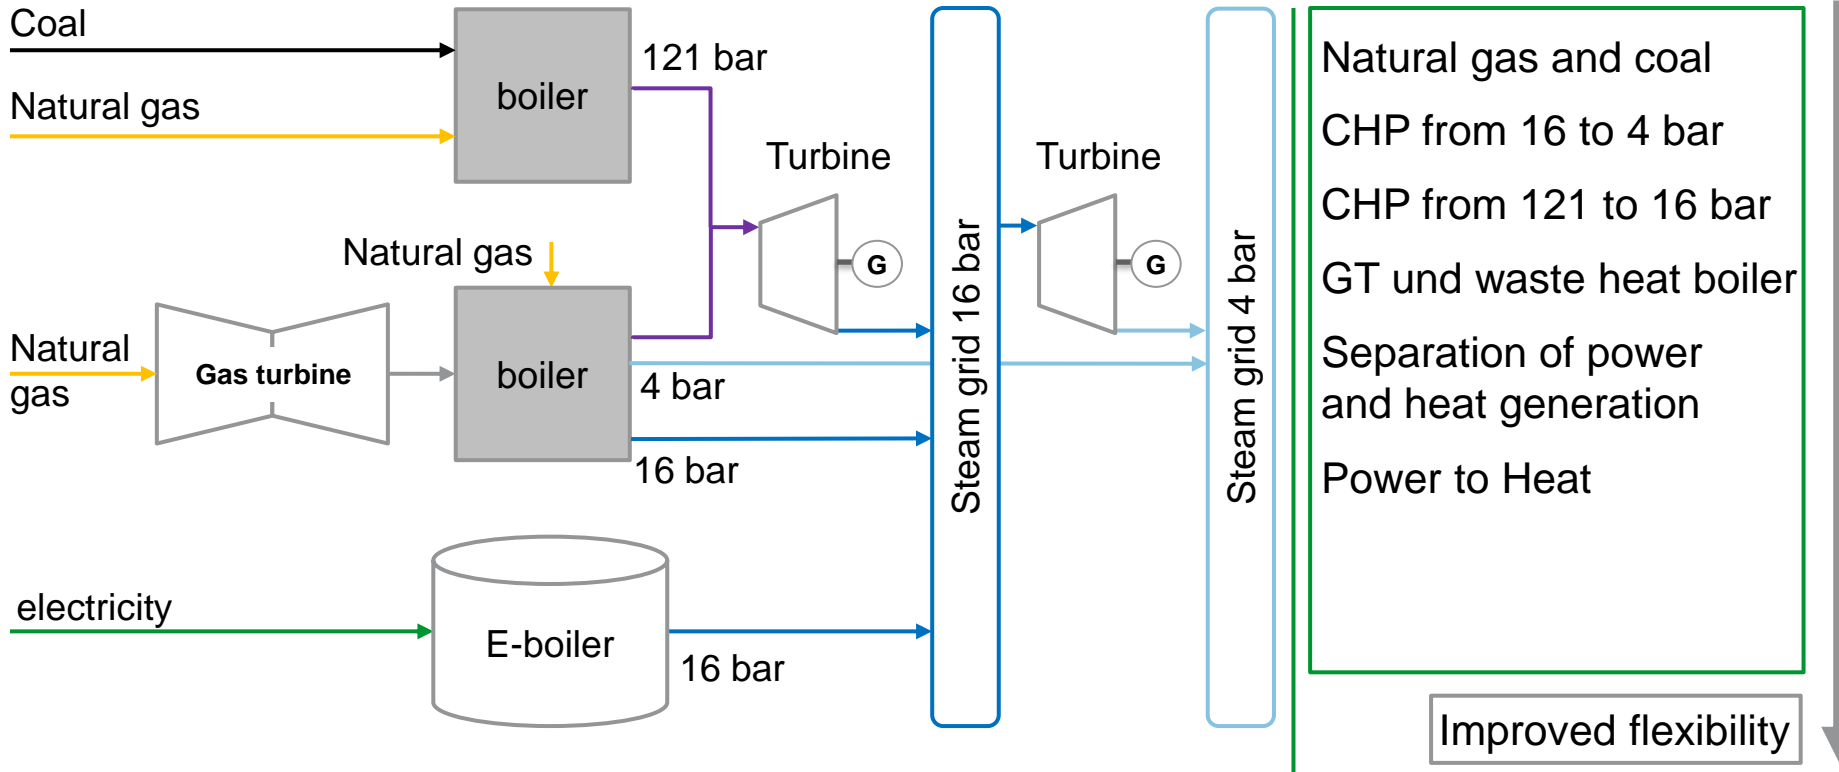 Coal
Natural gas
boiler
121 bar
Turbine
G
Turbine
G
Natural gas
Natural
gas
Gas turbine
boiler
4 bar
16 bar
electricity
E-boiler
16 bar
Steam grid 16 bar
Steam grid 4 bar
Natural gas and coal
CHP from 16 to 4 bar
CHP from 121 to 16 bar
GT und waste heat boiler
Separation of power
and heat generation
Power to Heat
Improved flexibility